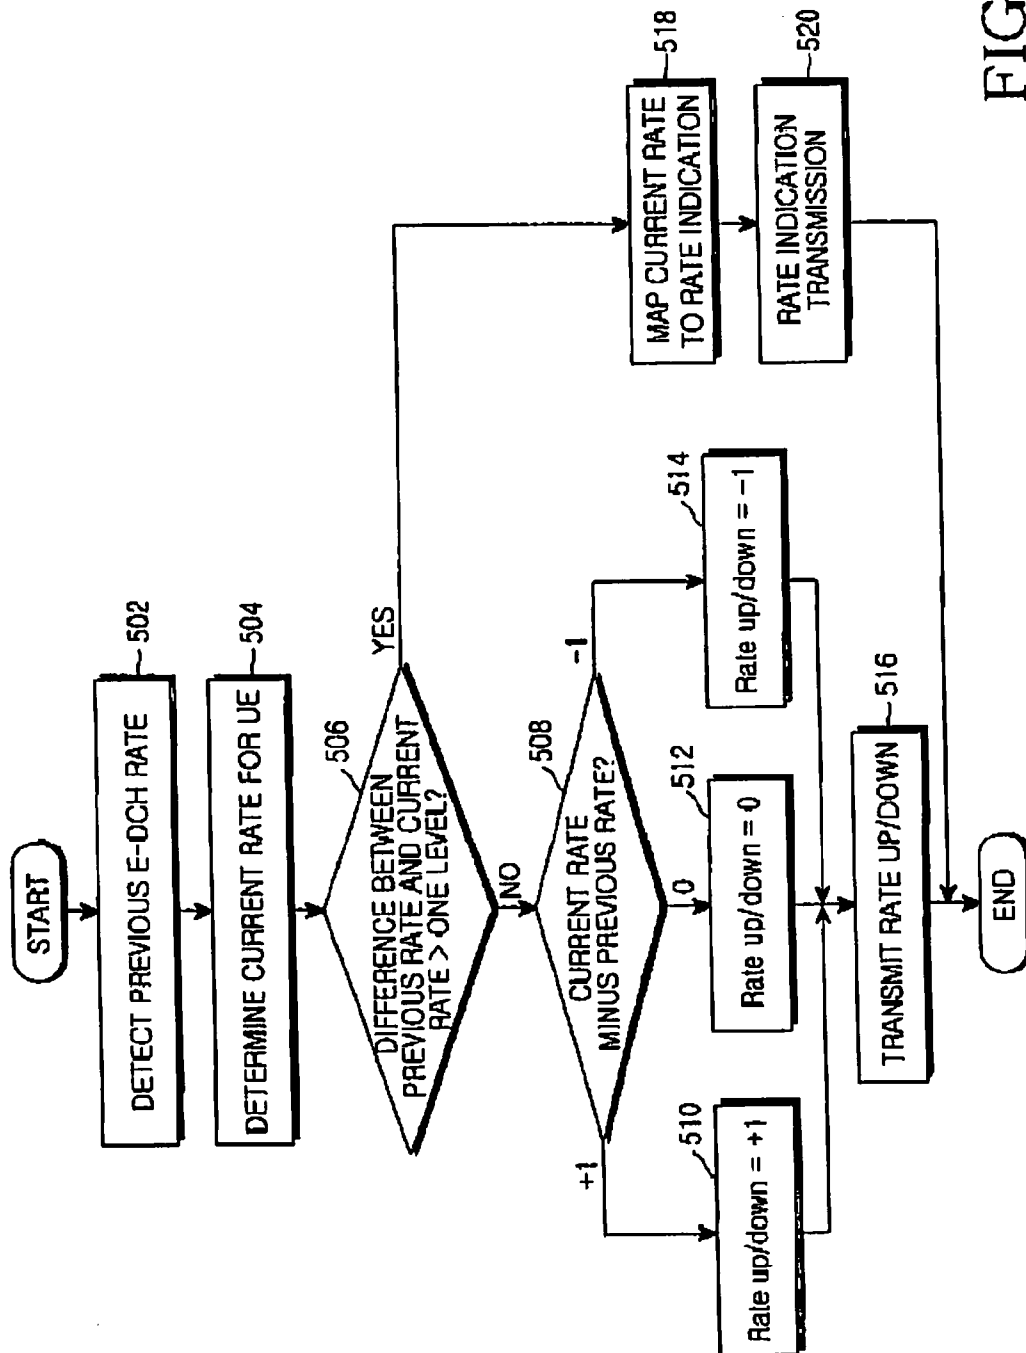 START
DETECT PREVIOUS E-DCH RATE
502
DETERMINE CURRENT RATE FOR UE
504
506
DIFFERENCE BETWEEN
PREVIOUS RATE AND CURRENT
RATE > ONE LEVEL?
YES
NO
508
CURRENT RATE
MINUS PREVIOUS RATE?
+1
0
-1
510
Rate up/down = +1
512
Rate up/down = 0
514
Rate up/down = -1
TRANSMIT RATE UP/DOWN
516
MAP CURRENT RATE
TO RATE INDICATION
518
RATE INDICATION
TRANSMISSION
520
END
FIG